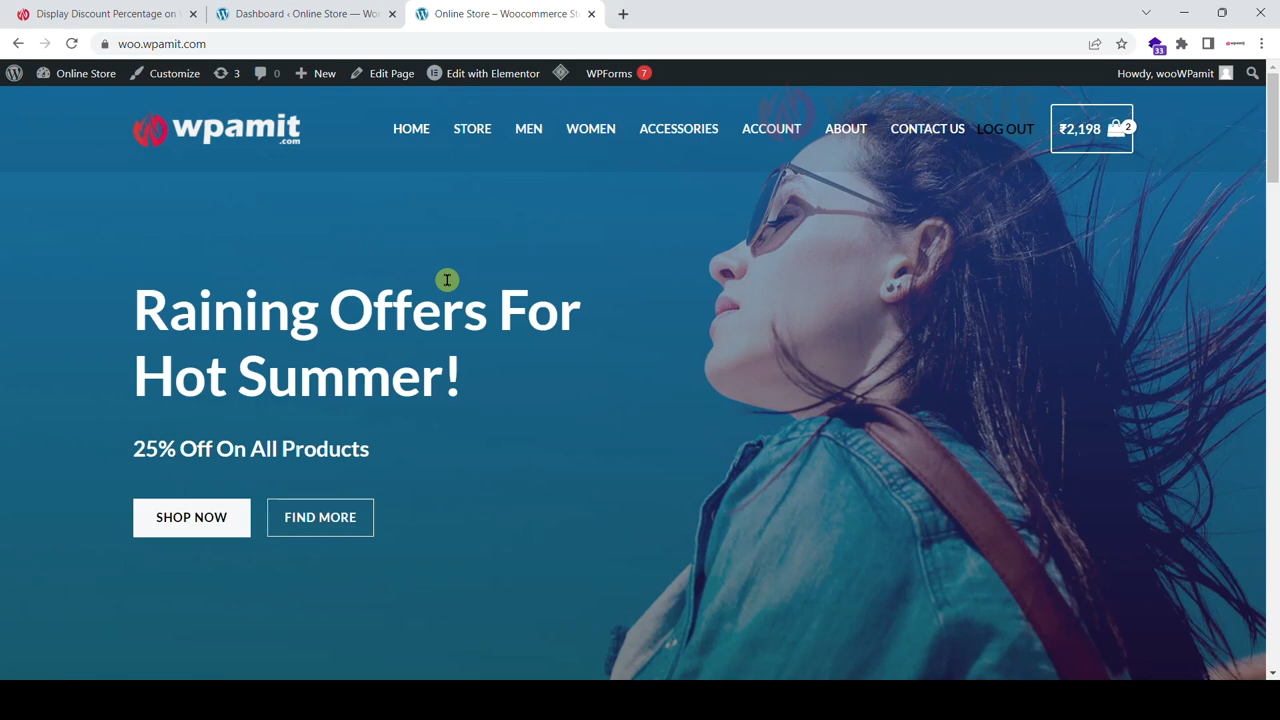 Display Discount Percentage on
Dashboard ‹ Online Store — Wo
Online Store – Woocommerce St
woo.wpamit.com
33
Online Store
Customize
3
0
New
Edit Page
Edit with Elementor
WPForms 7
Howdy, wooWPamit
wpamit
.com
HOME
STORE
MEN
WOMEN
ACCESSORIES
ACCOUNT
ABOUT
CONTACT US
LOG OUT
₹2,198
2
Raining Offers For
Hot Summer!
25% Off On All Products
SHOP NOW
FIND MORE